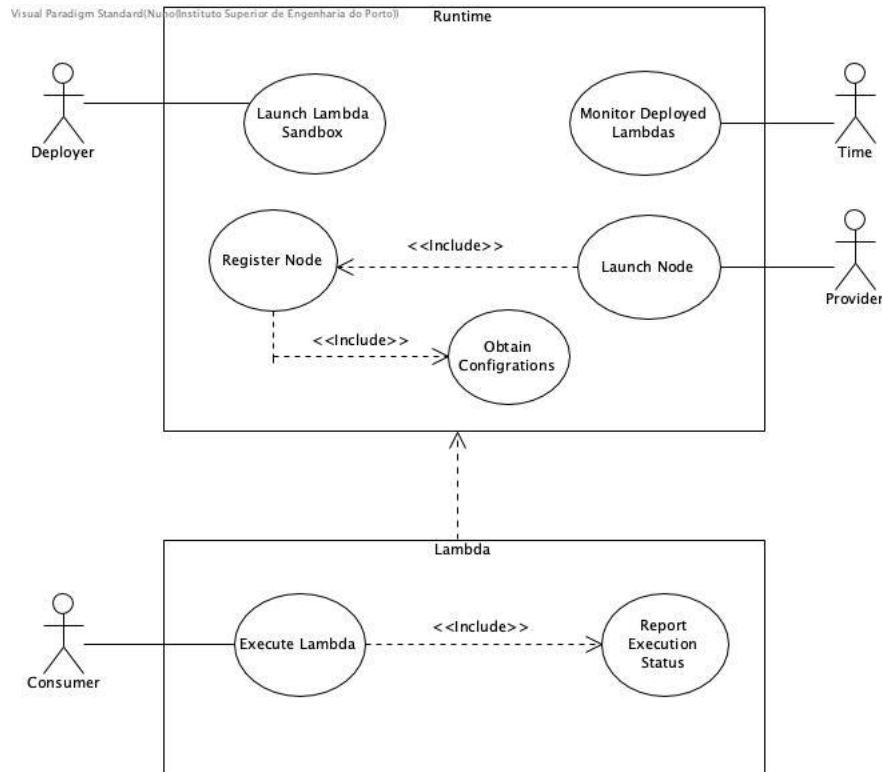 Visual Paradigm Standard(Nuno(Instituto Superior de Engenharia do Porto))
Runtime
Deployer
Launch Lambda
Sandbox
Monitor Deployed
Lambdas
Time
Register Node
<<Include>>
Launch Node
Provider
<<Include>>
Obtain
Configrations
Lambda
Consumer
Execute Lambda
<<Include>>
Report
Execution
Status